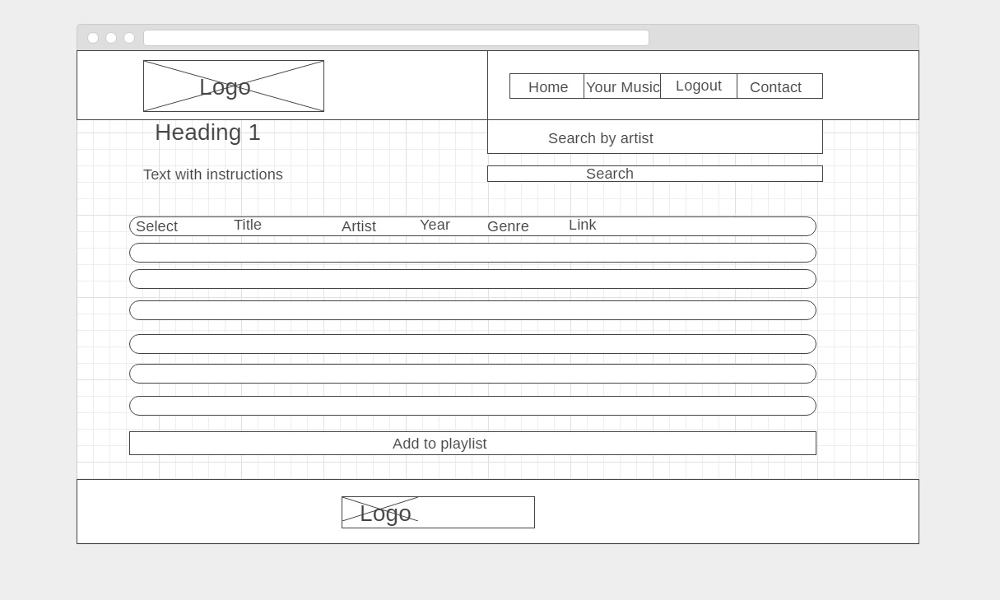 Logo
Home Your Music Logout Contact
Heading 1
Search by artist
Text with instructions
Search
Select Title Artist Year Genre Link
Add to playlist
Logo